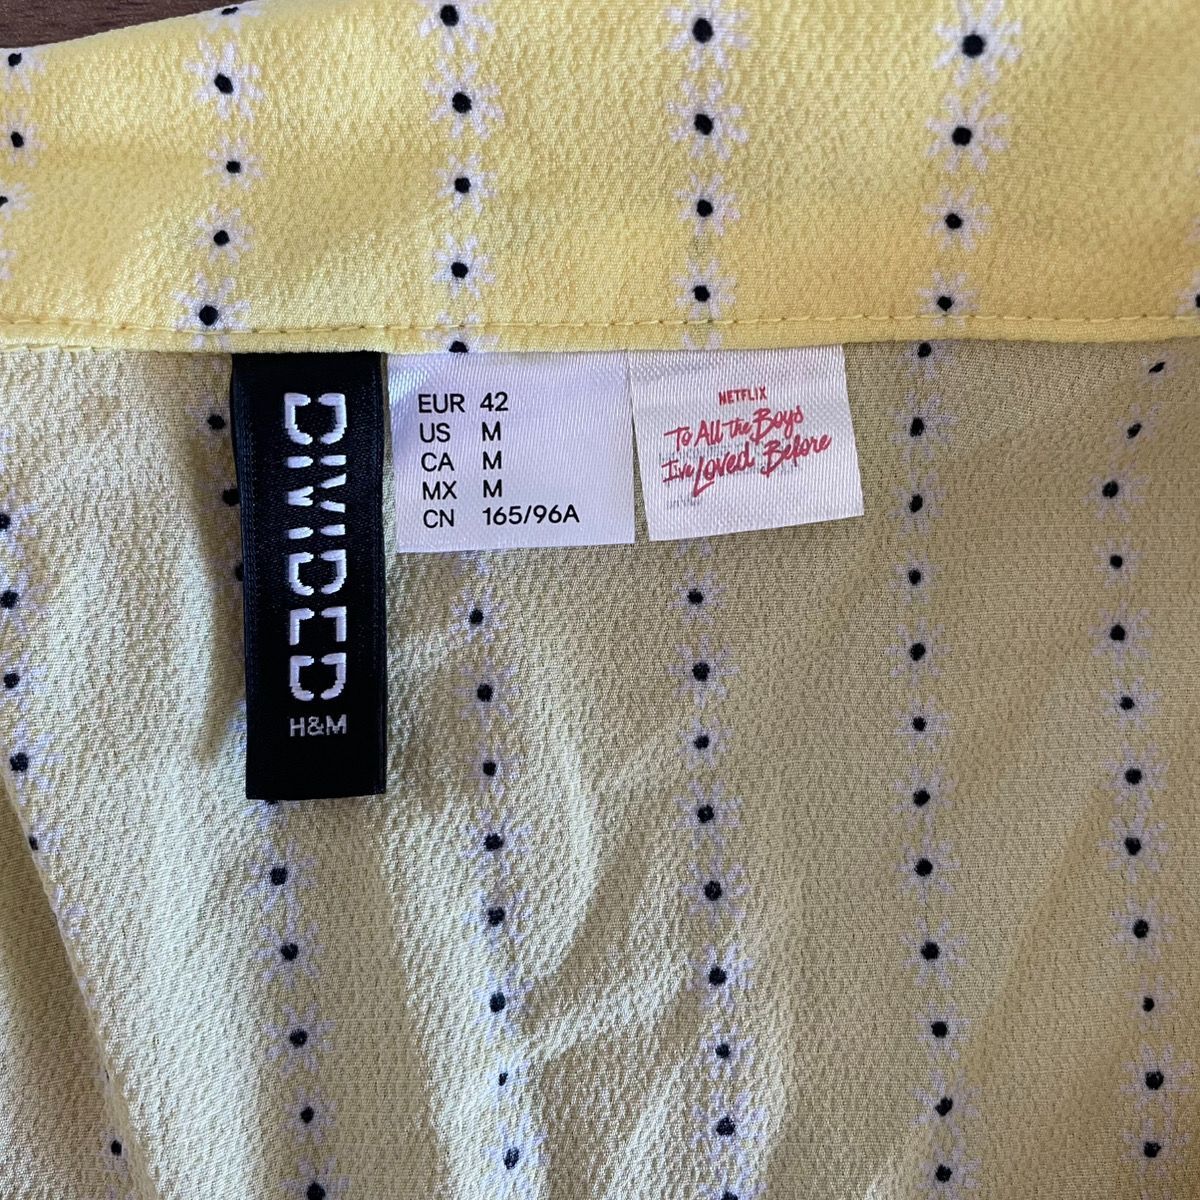 DIVIDED
H&M
EUR 42
US M
CA M
MX M
CN 165/96A
NETFLIX
To All the Boys
I've Loved Before